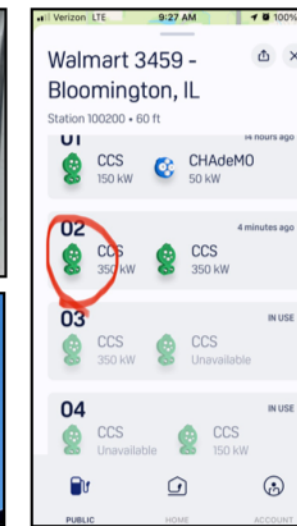 Verizon LTE 9:27 AM 100%
Walmart 3459 -
Bloomington, IL
Station 100200 • 60 ft
01 14 hours ago
CCS CHAdeMO
150 kW 50 kW
02 4 minutes ago
CCS CCS
350 kW 350 kW
03 IN USE
CCS CCS
350 kW Unavailable
04 IN USE
CCS CCS
Unavailable 150 kW
PUBLIC HOME ACCOUNT